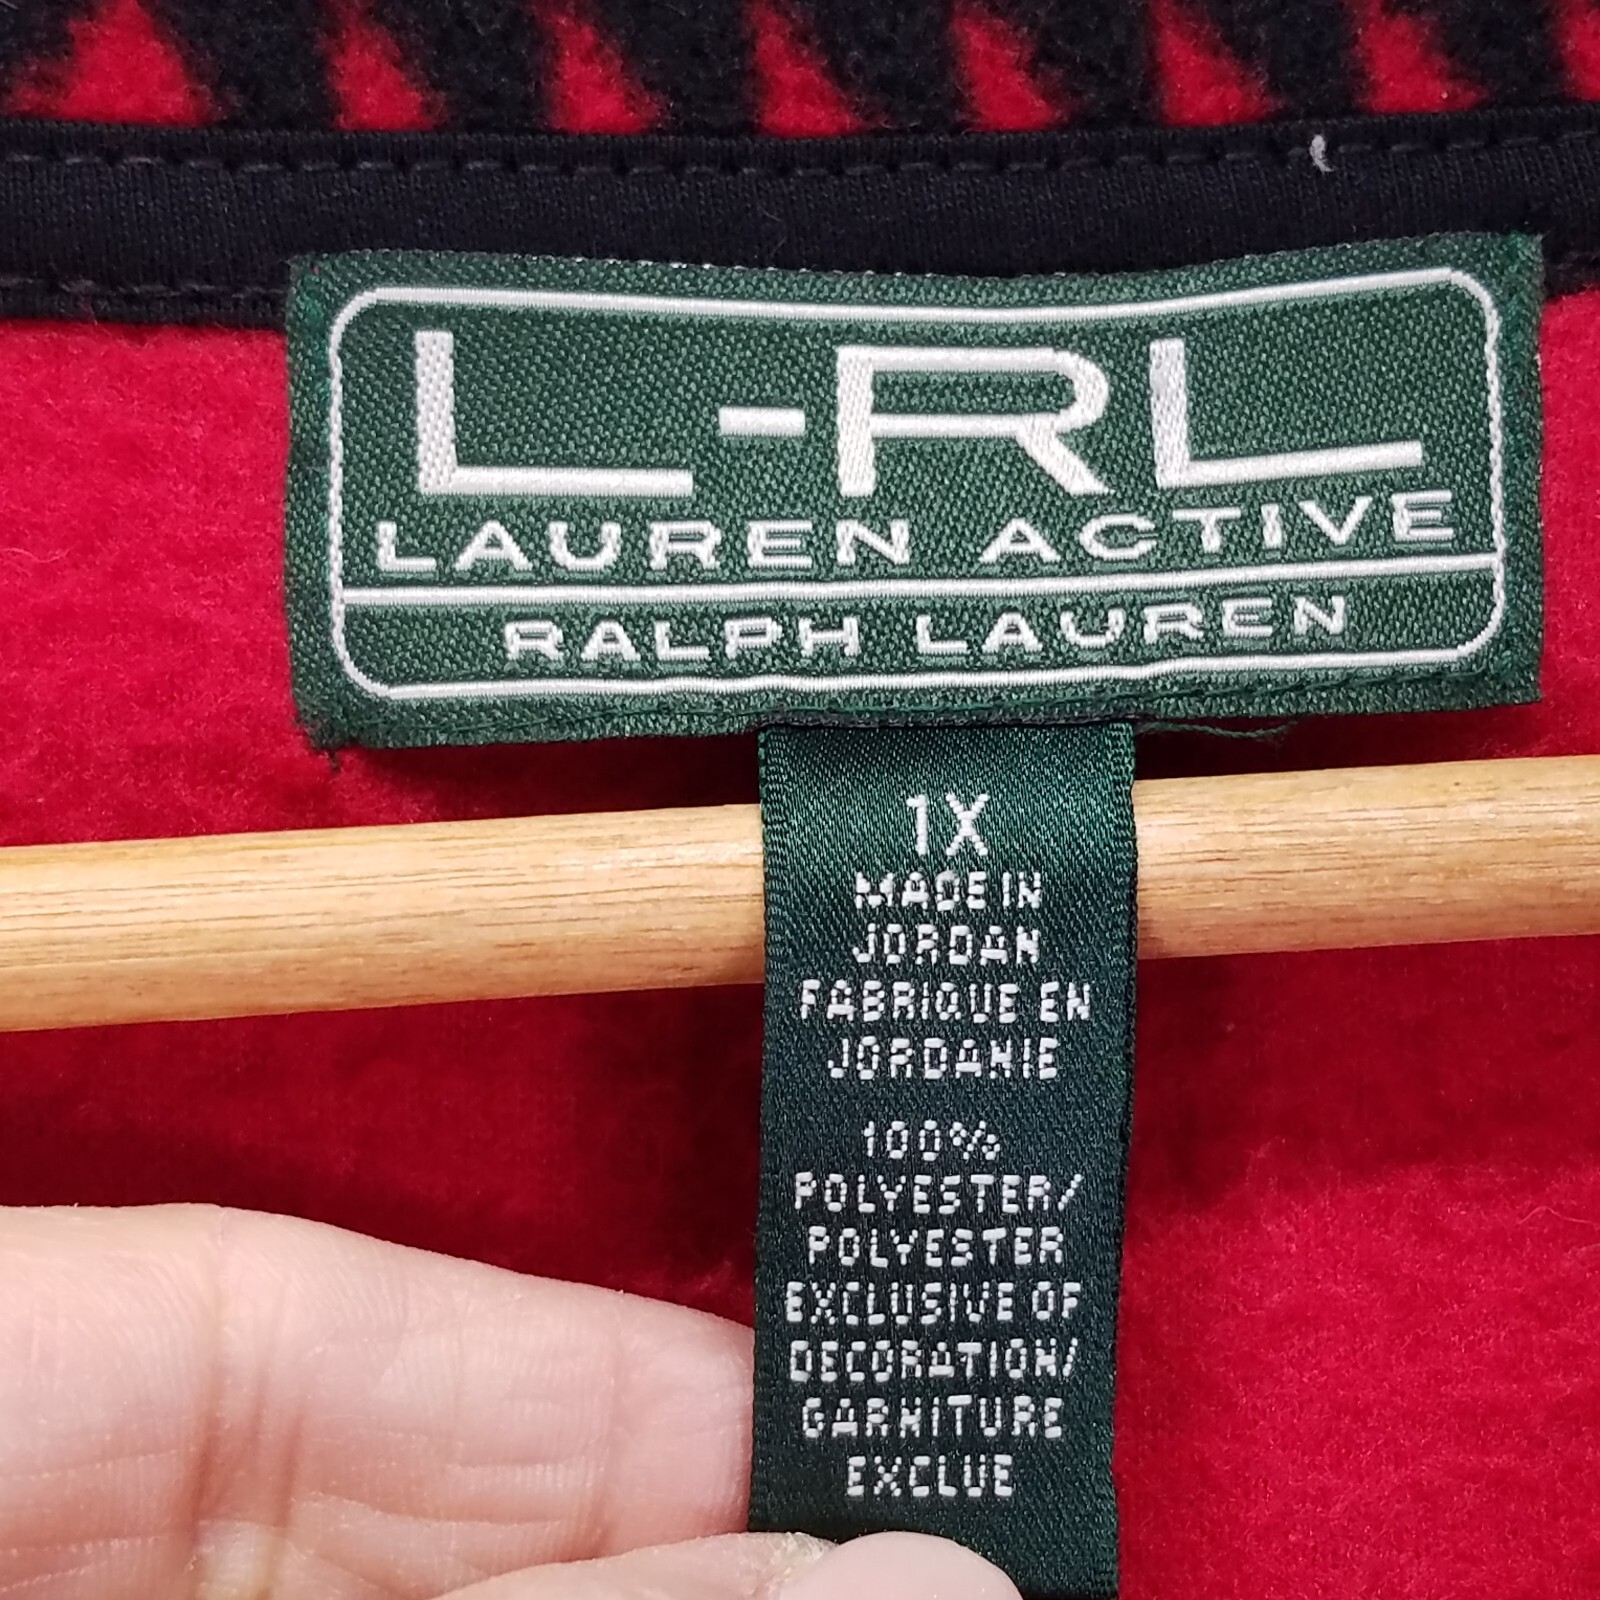 L-RL
LAUREN ACTIVE
RALPH LAUREN
1X
MADE IN
JORDAN
FABRIQUE EN
JORDANIE
100%
POLYESTER/
POLYESTER
EXCLUSIVE OF
DECORATION/
GARNITURE
EXCLUE